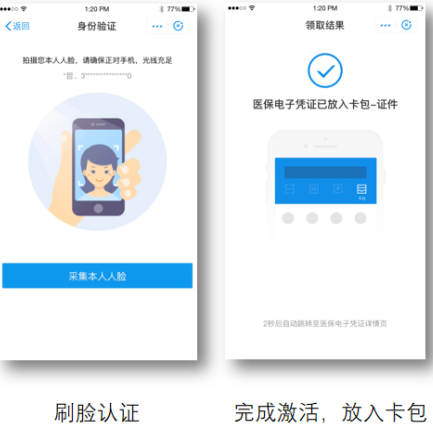 1:20 PM
77%
返回
身份验证
拍摄您本人人脸，请确保正对手机，光线充足
采集本人人脸
刷脸认证
1:20 PM
77%
领取结果
医保电子凭证已放入卡包-证件
2秒后自动跳转至医保电子凭证详情页
完成激活，放入卡包